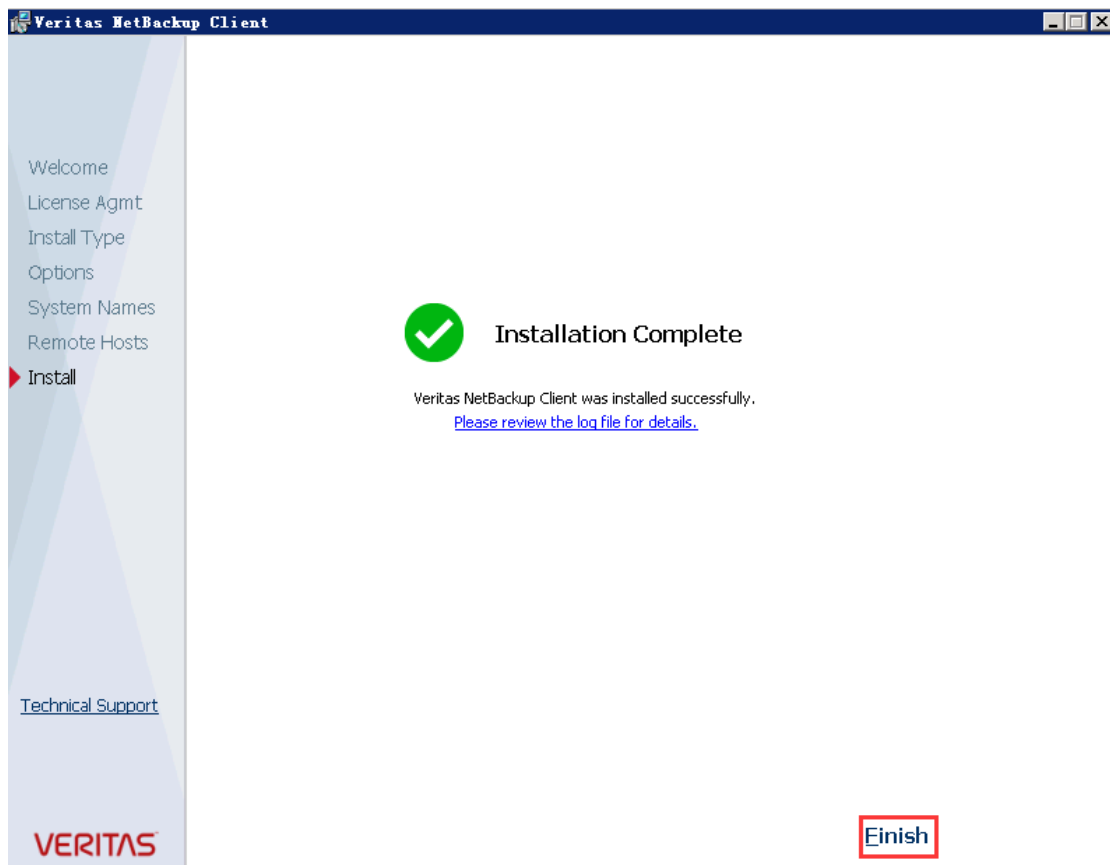 Veritas NetBackup Client
Welcome
License Agmt
Install Type
Options
System Names
Remote Hosts
Install
Installation Complete
Veritas NetBackup Client was installed successfully.
Please review the log file for details.
Technical Support
VERITAS
Finish